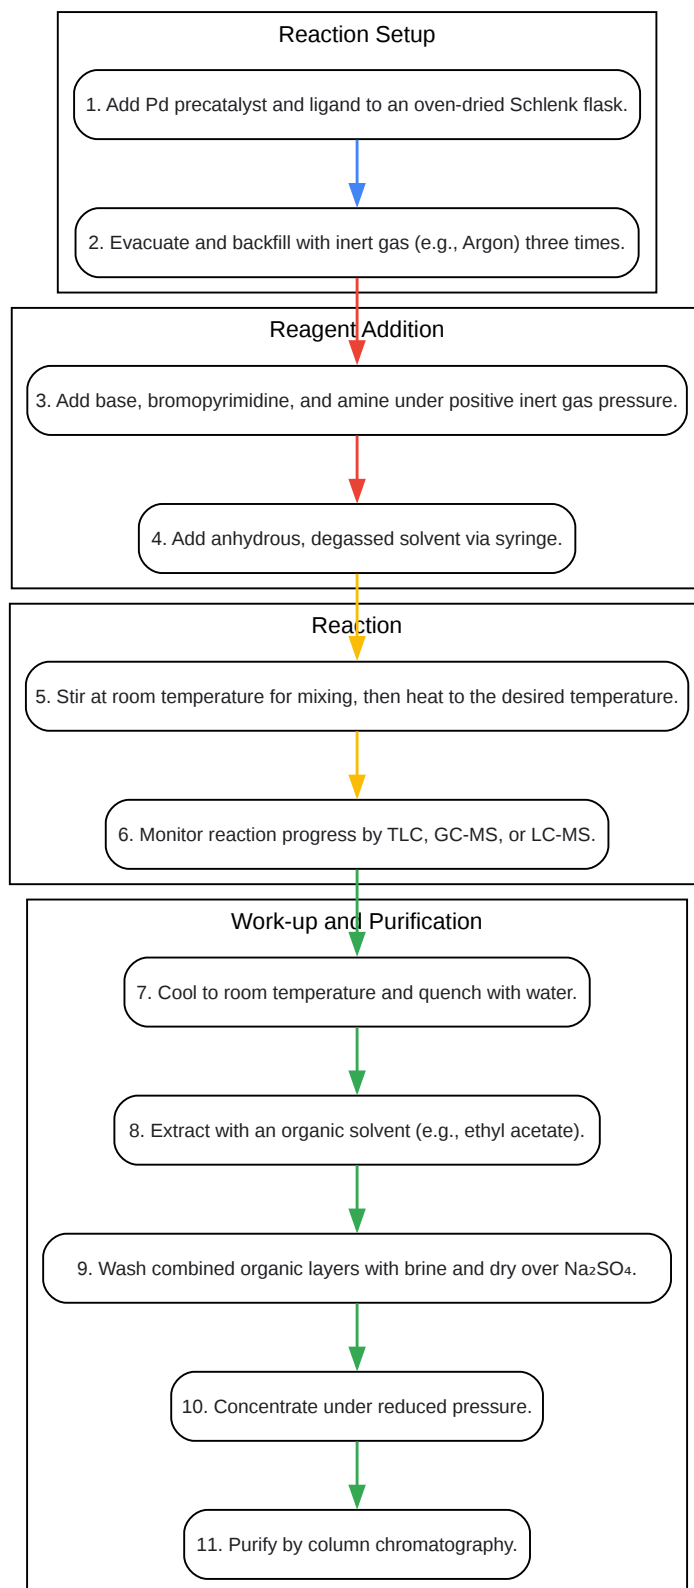 Reaction Setup
1. Add Pd precatalyst and ligand to an oven-dried Schlenk flask.
2. Evacuate and backfill with inert gas (e.g., Argon) three times.
Reagent Addition
3. Add base, bromopyrimidine, and amine under positive inert gas pressure.
4. Add anhydrous, degassed solvent via syringe.
Reaction
5. Stir at room temperature for mixing, then heat to the desired temperature.
6. Monitor reaction progress by TLC, GC-MS, or LC-MS.
Work-up and Purification
7. Cool to room temperature and quench with water.
8. Extract with an organic solvent (e.g., ethyl acetate).
9. Wash combined organic layers with brine and dry over Na₂SO₄.
10. Concentrate under reduced pressure.
11. Purify by column chromatography.